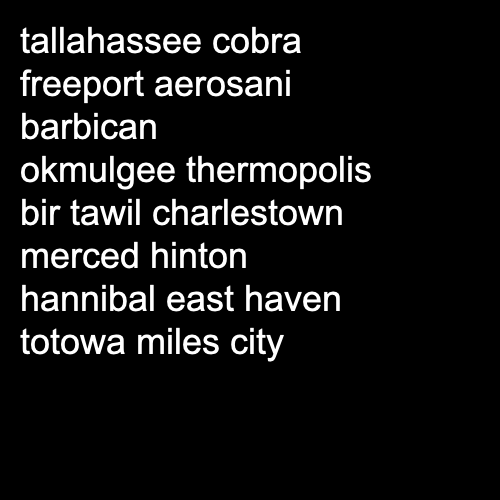 tallahassee cobra
freeport aerosani
barbican
okmulgee thermopolis
bir tawil charlestown
merced hinton
hannibal east haven
totowa miles city